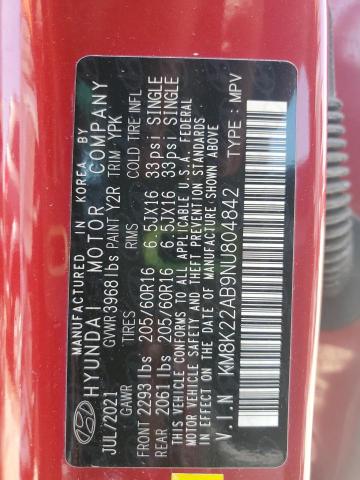 MADE IN KOREA BY
HYUNDAI MOTOR COMPANY
JUL/2021 GVWR3968lbs PAINT Y2R TRIM YPK
GAWR TIRES RIMS COLD TIRE INFL.
FRONT 2293 lbs 205/60R16 6.5JX16 33psi SINGLE
REAR 2061 lbs 205/60R16 6.5JX16 33psi SINGLE
THIS VEHICLE CONFORMS TO ALL APPLICABLE U.S.A. FEDERAL
MOTOR VEHICLE SAFETY, BUMPER, AND THEFT PREVENTION
STANDARDS IN EFFECT ON THE DATE OF MANUFACTURE SHOWN ABOVE
V.I.N : KM8K22AB9NU804842 TYPE : MPV